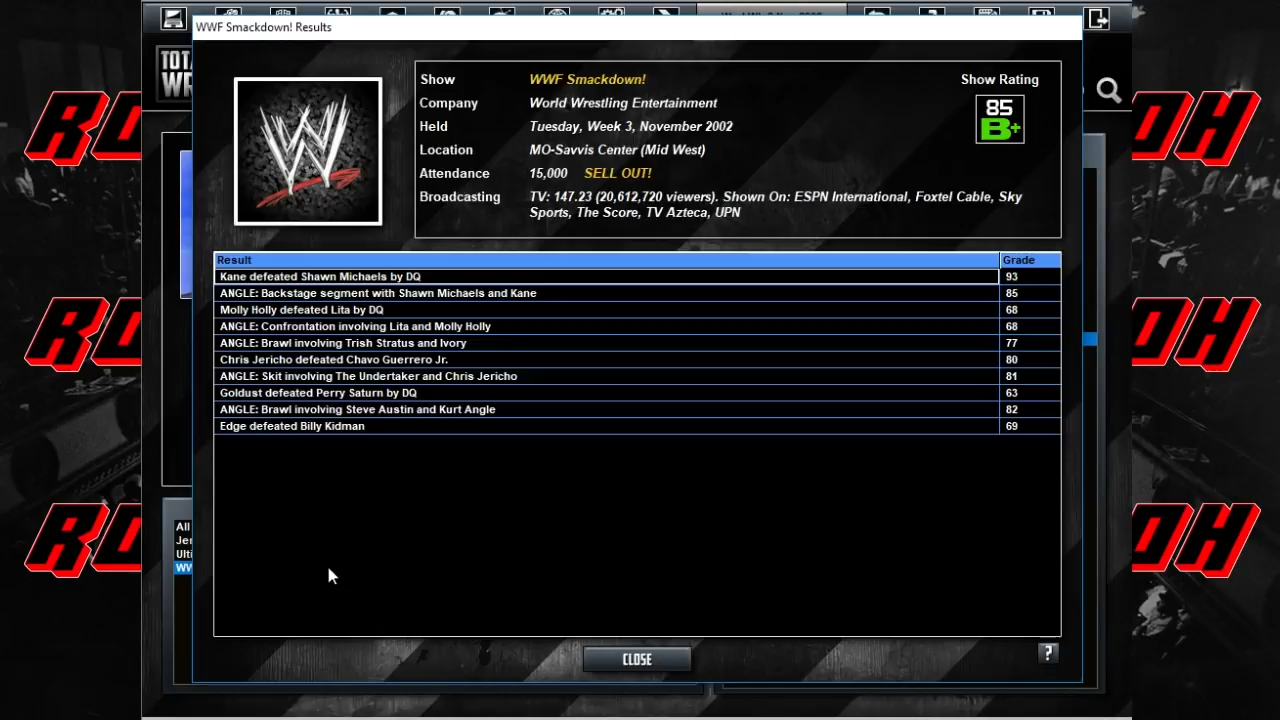 WWF Smackdown! Results
TOT
WR
Show WWF Smackdown! Show Rating
Company World Wrestling Entertainment 85
B+
Held Tuesday, Week 3, November 2002
Location MO-Savvis Center (Mid West)
Attendance 15,000 SELL OUT!
Broadcasting TV: 147.23 (20,612,720 viewers). Shown On: ESPN International, Foxtel Cable, Sky
Sports, The Score, TV Azteca, UPN
Result Grade
Kane defeated Shawn Michaels by DQ 93
ANGLE: Backstage segment with Shawn Michaels and Kane 85
Molly Holly defeated Lita by DQ 68
ANGLE: Confrontation involving Lita and Molly Holly 68
ANGLE: Brawl involving Trish Stratus and Ivory 77
Chris Jericho defeated Chavo Guerrero Jr. 80
ANGLE: Skit involving The Undertaker and Chris Jericho 81
Goldust defeated Perry Saturn by DQ 63
ANGLE: Brawl involving Steve Austin and Kurt Angle 82
Edge defeated Billy Kidman 69
All
Jer
Ulti
WW
CLOSE
?